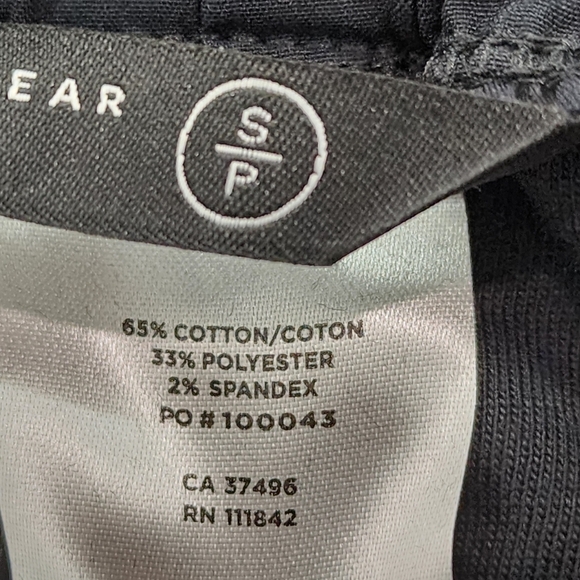 EAR
S
P
65% COTTON/COTON
33% POLYESTER
2% SPANDEX
PO # 100043
CA 37496
RN 111842